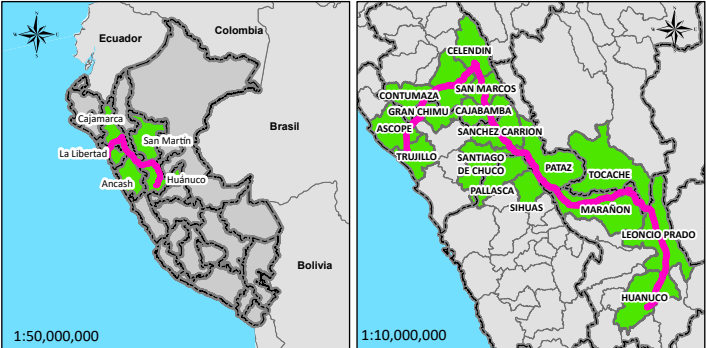 Colombia
Ecuador
Cajamarca
San Martín
Brasil
La Libertad
Ancash
Huánuco
Bolivia
1:50,000,000
CELENDIN
CONTUMAZA
SAN MARCOS
GRAN CHIMU
CAJABAMBA
ASCOPE
SANCHEZ CARRION
TRUJILLO
SANTIAGO
DE CHUCO
PATAZ
TOCACHE
PALLASCA
SIHUAS
MARAÑON
LEONCIO PRADO
HUANUCO
1:10,000,000